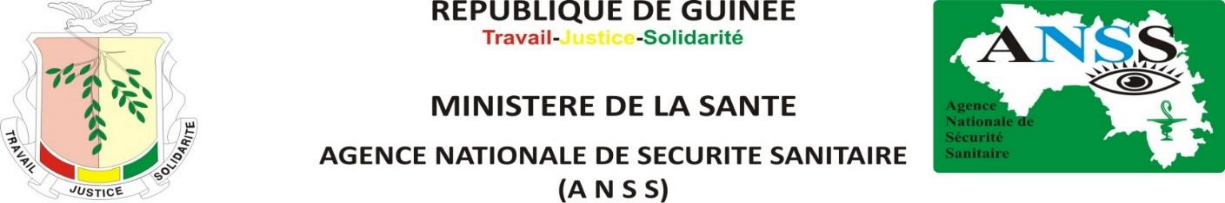 TRAVAIL JUSTICE SOLIDARITE
REPUBLIQUE DE GUINEE
Travail-Justice-Solidarité
MINISTERE DE LA SANTE
AGENCE NATIONALE DE SECURITE SANITAIRE
(A N S S)
ANSS
Agence
Nationale de
Sécurité
Sanitaire